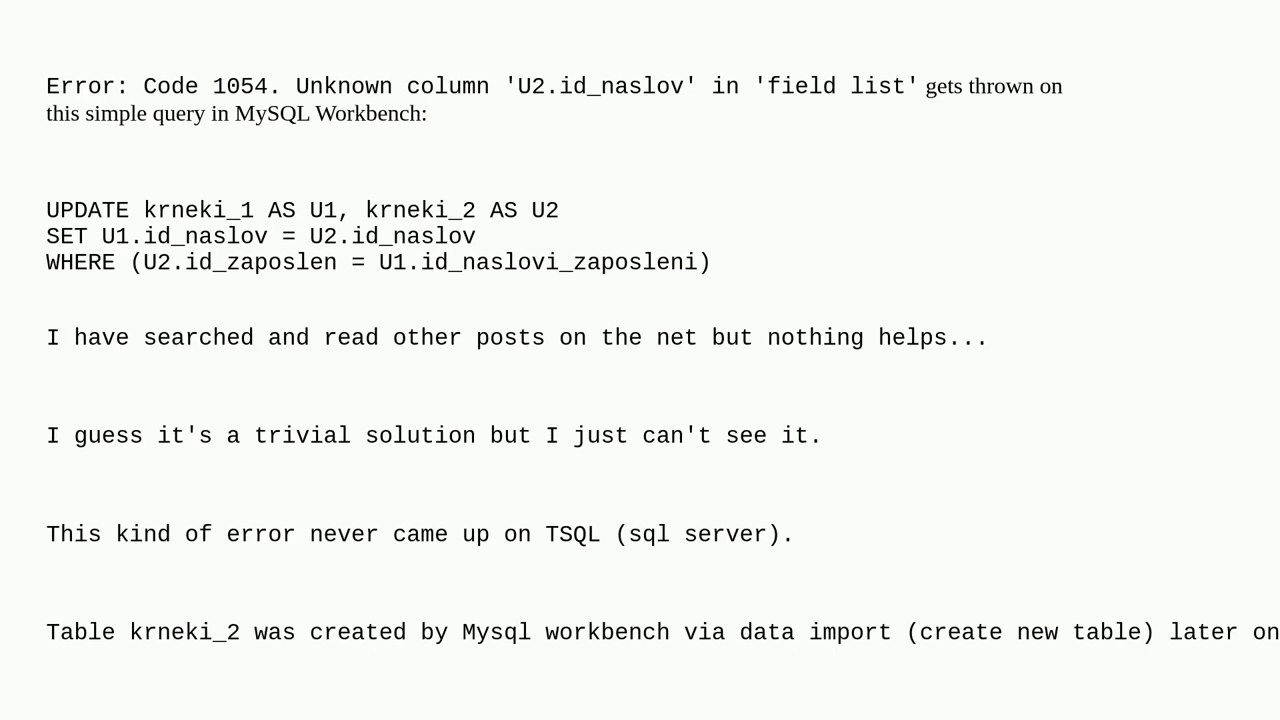 Error: Code 1054. Unknown column 'U2.id_naslov' in 'field list' gets thrown on
this simple query in MySQL Workbench:
UPDATE krneki_1 AS U1, krneki_2 AS U2
SET U1.id_naslov = U2.id_naslov
WHERE (U2.id_zaposlen = U1.id_naslovi_zaposleni)
I have searched and read other posts on the net but nothing helps...
I guess it's a trivial solution but I just can't see it.
This kind of error never came up on TSQL (sql server).
Table krneki_2 was created by Mysql workbench via data import (create new table) later on